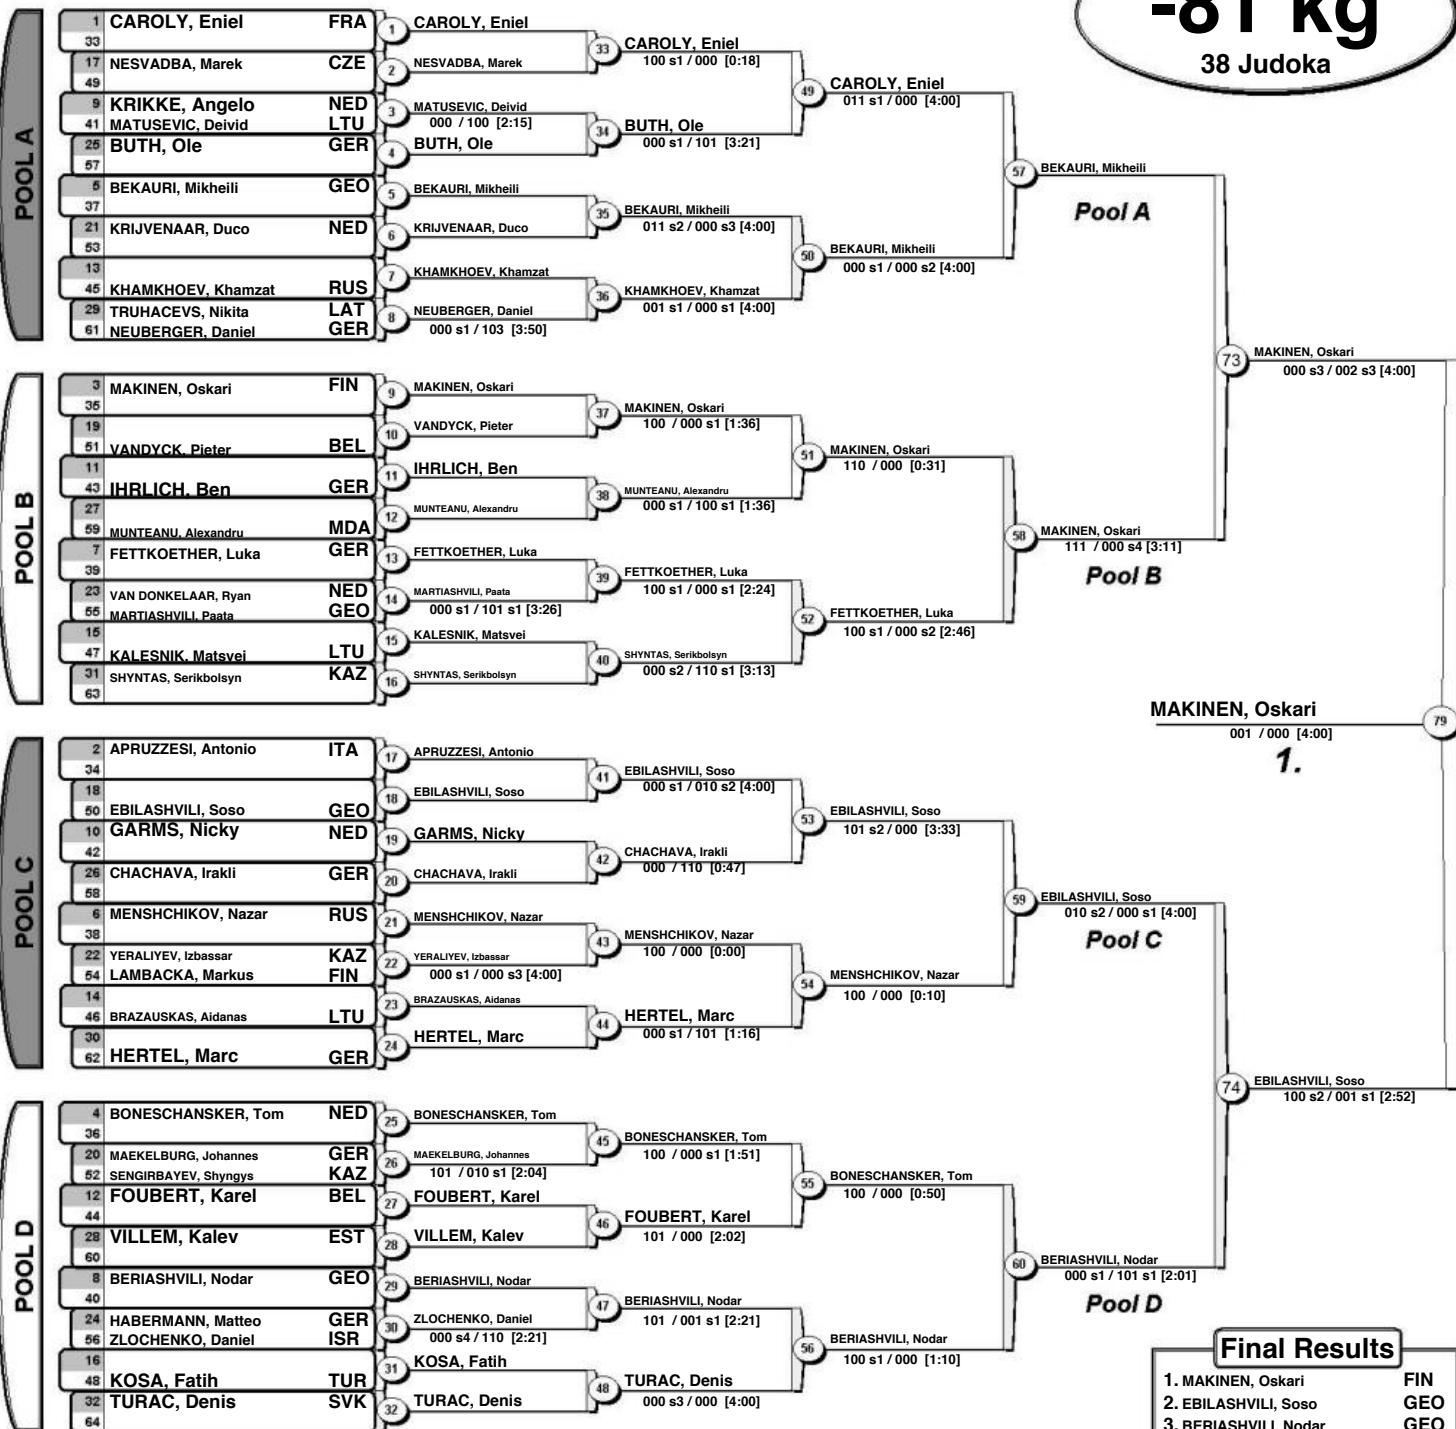 -81 kg
38 Judoka
POOL A
1 CAROLY, Eniel FRA
33
17 NESVADBA, Marek CZE
49
9 KRIKKE, Angelo NED
41 MATUSEVIC, Deivid LTU
25 BUTH, Ole GER
57
5 BEKAURI, Mikheili GEO
37
21 KRIJVENAAR, Duco NED
53
13
45 KHAMKHOEV, Khamzat RUS
29 TRUHACEVS, Nikita LAT
61 NEUBERGER, Daniel GER
1 CAROLY, Eniel
2 NESVADBA, Marek
3 MATUSEVIC, Deivid
000 / 100 [2:15]
4 BUTH, Ole
5 BEKAURI, Mikheili
6 KRIJVENAAR, Duco
7 KHAMKHOEV, Khamzat
8 NEUBERGER, Daniel
000 s1 / 103 [3:50]
33 CAROLY, Eniel
100 s1 / 000 [0:18]
34 BUTH, Ole
000 s1 / 101 [3:21]
35 BEKAURI, Mikheili
011 s2 / 000 s3 [4:00]
36 KHAMKHOEV, Khamzat
001 s1 / 000 s1 [4:00]
49 CAROLY, Eniel
011 s1 / 000 [4:00]
50 BEKAURI, Mikheili
000 s1 / 000 s2 [4:00]
57 BEKAURI, Mikheili
Pool A
POOL B
3 MAKINEN, Oskari FIN
35
19
51 VANDYCK, Pieter BEL
11
43 IHRLICH, Ben GER
27
59 MUNTEANU, Alexandru MDA
7 FETTKOETHER, Luka GER
39
23 VAN DONKELAAR, Ryan NED
55 MARTIASHVILI, Paata GEO
15
47 KALESNIK, Matsvei LTU
31 SHYNTAS, Serikbolsyn KAZ
63
9 MAKINEN, Oskari
10 VANDYCK, Pieter
11 IHRLICH, Ben
12 MUNTEANU, Alexandru
13 FETTKOETHER, Luka
14 MARTIASHVILI, Paata
000 s1 / 101 s1 [3:26]
15 KALESNIK, Matsvei
16 SHYNTAS, Serikbolsyn
37 MAKINEN, Oskari
100 / 000 s1 [1:36]
38 MUNTEANU, Alexandru
000 s1 / 100 s1 [1:36]
39 FETTKOETHER, Luka
100 s1 / 000 s1 [2:24]
40 SHYNTAS, Serikbolsyn
000 s2 / 110 s1 [3:13]
51 MAKINEN, Oskari
110 / 000 [0:31]
52 FETTKOETHER, Luka
100 s1 / 000 s2 [2:46]
58 MAKINEN, Oskari
111 / 000 s4 [3:11]
Pool B
73 MAKINEN, Oskari
000 s3 / 002 s3 [4:00]
MAKINEN, Oskari 79
001 / 000 [4:00]
1.
POOL C
2 APRUZZESI, Antonio ITA
34
18
50 EBILASHVILI, Soso GEO
10 GARMS, Nicky NED
42
26 CHACHAVA, Irakli GER
58
6 MENSHCHIKOV, Nazar RUS
38
22 YERALIYEV, Izbassar KAZ
54 LAMBACKA, Markus FIN
14
46 BRAZAUSKAS, Aidanas LTU
30
62 HERTEL, Marc GER
17 APRUZZESI, Antonio
18 EBILASHVILI, Soso
19 GARMS, Nicky
20 CHACHAVA, Irakli
21 MENSHCHIKOV, Nazar
22 YERALIYEV, Izbassar
000 s1 / 000 s3 [4:00]
23 BRAZAUSKAS, Aidanas
24 HERTEL, Marc
41 EBILASHVILI, Soso
000 s1 / 010 s2 [4:00]
42 CHACHAVA, Irakli
000 / 110 [0:47]
43 MENSHCHIKOV, Nazar
100 / 000 [0:00]
44 HERTEL, Marc
000 s1 / 101 [1:16]
53 EBILASHVILI, Soso
101 s2 / 000 [3:33]
54 MENSHCHIKOV, Nazar
100 / 000 [0:10]
59 EBILASHVILI, Soso
010 s2 / 000 s1 [4:00]
Pool C
74 EBILASHVILI, Soso
100 s2 / 001 s1 [2:52]
POOL D
4 BONESCHANSKER, Tom NED
36
20 MAEKELBURG, Johannes GER
52 SENGIRBAYEV, Shyngys KAZ
12 FOUBERT, Karel BEL
44
28 VILLEM, Kalev EST
60
8 BERIASHVILI, Nodar GEO
40
24 HABERMANN, Matteo GER
56 ZLOCHENKO, Daniel ISR
16
48 KOSA, Fatih TUR
32 TURAC, Denis SVK
64
25 BONESCHANSKER, Tom
26 MAEKELBURG, Johannes
101 / 010 s1 [2:04]
27 FOUBERT, Karel
28 VILLEM, Kalev
29 BERIASHVILI, Nodar
30 ZLOCHENKO, Daniel
000 s4 / 110 [2:21]
31 KOSA, Fatih
32 TURAC, Denis
45 BONESCHANSKER, Tom
100 / 000 s1 [1:51]
46 FOUBERT, Karel
101 / 000 [2:02]
47 BERIASHVILI, Nodar
101 / 001 s1 [2:21]
48 TURAC, Denis
000 s3 / 000 [4:00]
55 BONESCHANSKER, Tom
100 / 000 [0:50]
56 BERIASHVILI, Nodar
100 s1 / 000 [1:10]
60 BERIASHVILI, Nodar
000 s1 / 101 s1 [2:01]
Pool D
Final Results
1. MAKINEN, Oskari FIN
2. EBILASHVILI, Soso GEO
3. BERIASHVILI, Nodar GEO